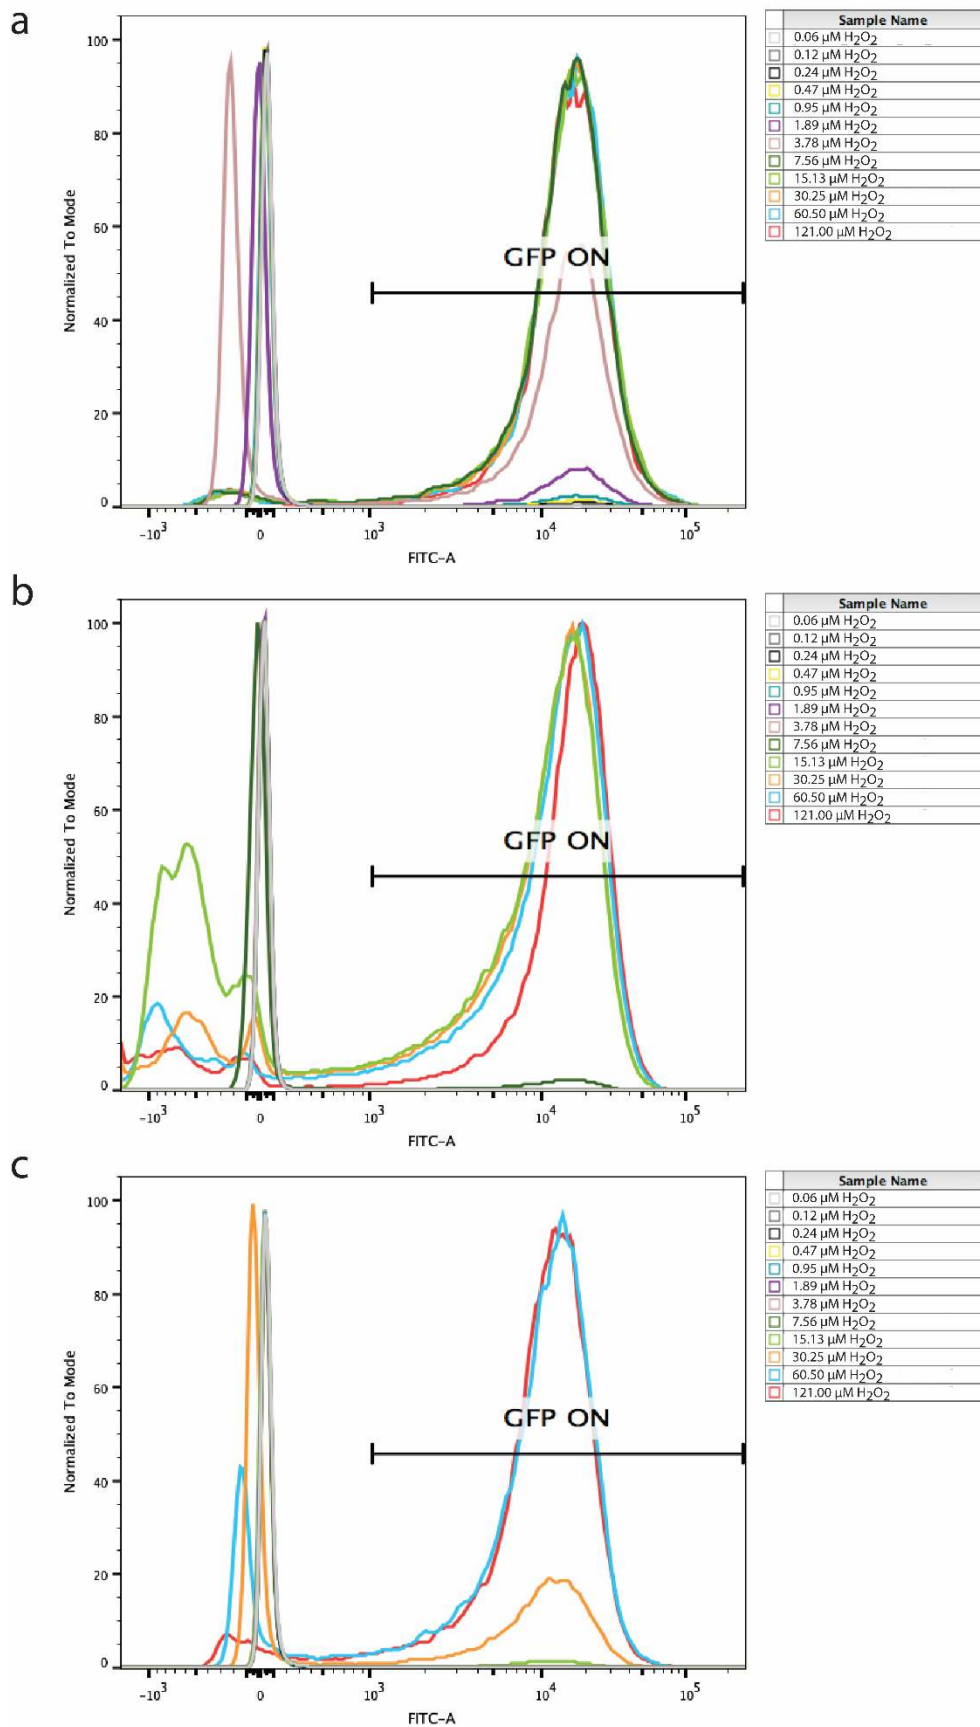 a
Sample Name
0.06 µM H2O2
0.12 µM H2O2
0.24 µM H2O2
0.47 µM H2O2
0.95 µM H2O2
1.89 µM H2O2
3.78 µM H2O2
7.56 µM H2O2
15.13 µM H2O2
30.25 µM H2O2
60.50 µM H2O2
121.00 µM H2O2
Normalized To Mode
100
80
60
40
20
0
GFP ON
-10³ 0 10³ 10⁴ 10⁵
FITC-A
b
Sample Name
0.06 µM H2O2
0.12 µM H2O2
0.24 µM H2O2
0.47 µM H2O2
0.95 µM H2O2
1.89 µM H2O2
3.78 µM H2O2
7.56 µM H2O2
15.13 µM H2O2
30.25 µM H2O2
60.50 µM H2O2
121.00 µM H2O2
Normalized To Mode
100
80
60
40
20
0
GFP ON
-10³ 0 10³ 10⁴ 10⁵
FITC-A
c
Sample Name
0.06 µM H2O2
0.12 µM H2O2
0.24 µM H2O2
0.47 µM H2O2
0.95 µM H2O2
1.89 µM H2O2
3.78 µM H2O2
7.56 µM H2O2
15.13 µM H2O2
30.25 µM H2O2
60.50 µM H2O2
121.00 µM H2O2
Normalized To Mode
100
80
60
40
20
0
GFP ON
-10³ 0 10³ 10⁴ 10⁵
FITC-A